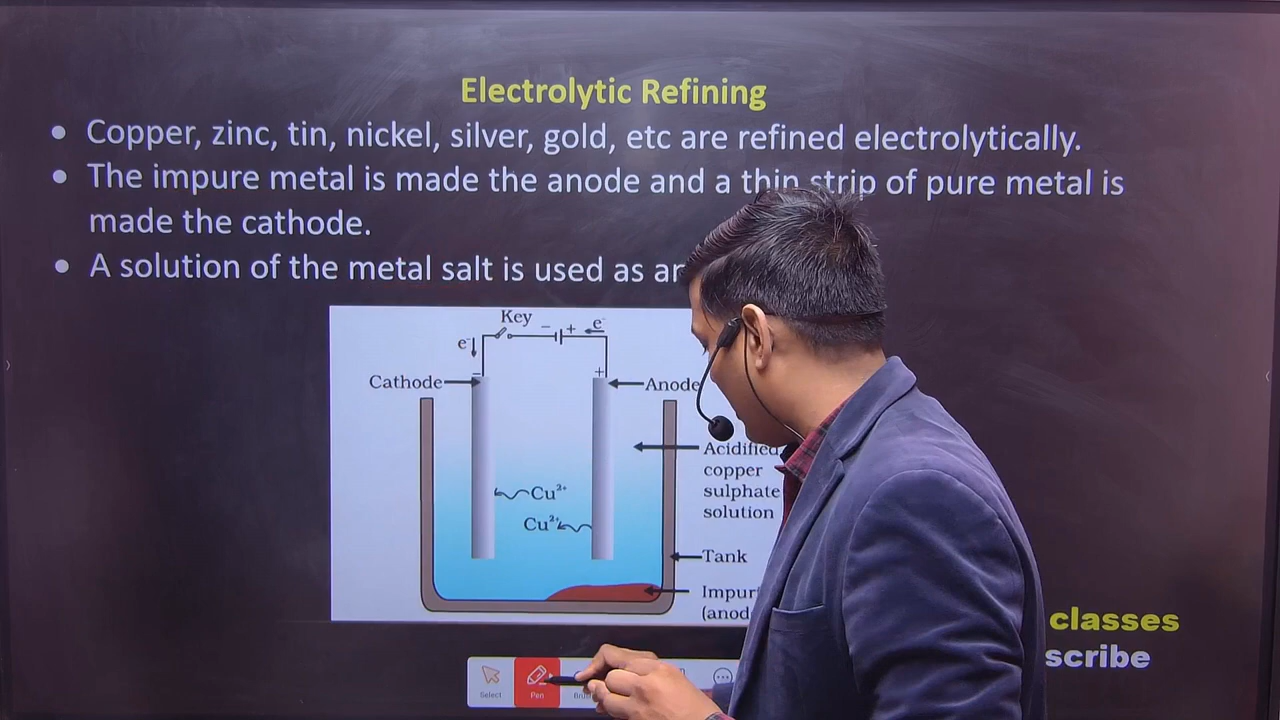 Electrolytic Refining
• Copper, zinc, tin, nickel, silver, gold, etc are refined electrolytically.
• The impure metal is made the anode and a thin strip of pure metal is
made the cathode.
• A solution of the metal salt is used as
Key
− + e⁻
e⁻
− +
Cathode Anode
Acidified
copper
sulphate
solution
Cu²⁺
Cu²⁺
Tank
classes
scribe
Select Pen